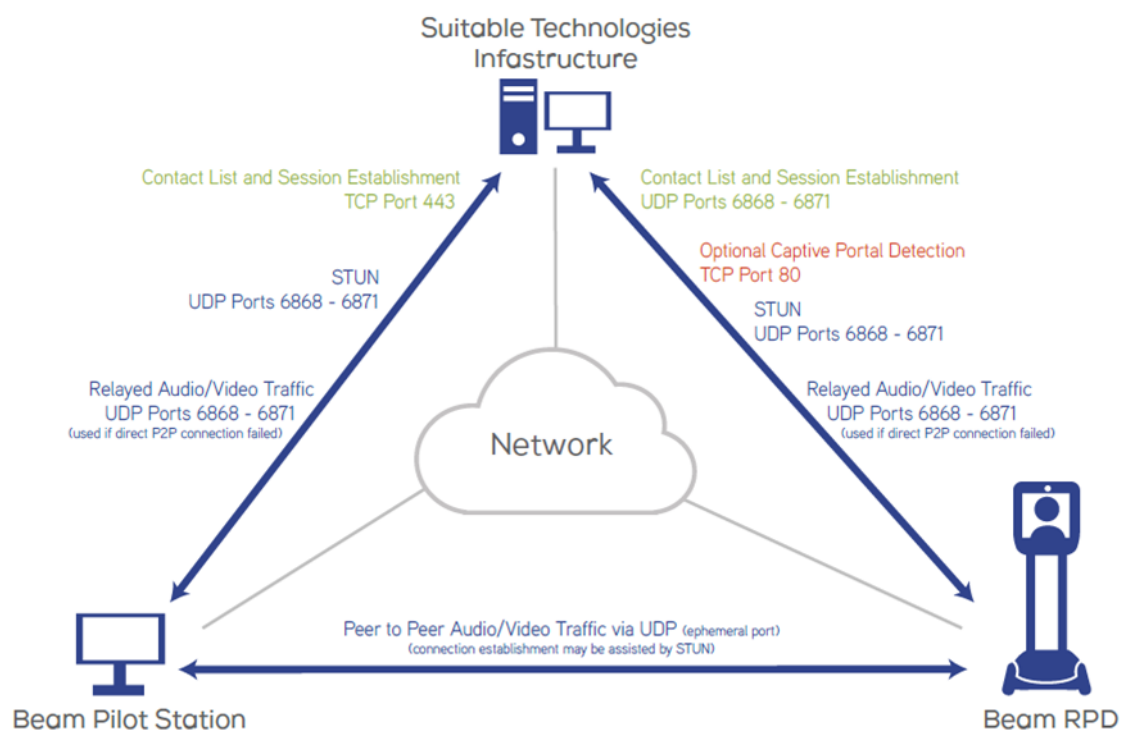 Suitable Technologies
Infastructure
Contact List and Session Establishment
TCP Port 443
Contact List and Session Establishment
UDP Ports 6868 - 6871
Optional Captive Portal Detection
TCP Port 80
STUN
UDP Ports 6868 - 6871
STUN
UDP Ports 6868 - 6871
Relayed Audio/Video Traffic
UDP Ports 6868 - 6871
(used if direct P2P connection failed)
Relayed Audio/Video Traffic
UDP Ports 6868 - 6871
(used if direct P2P connection failed)
Network
Peer to Peer Audio/Video Traffic via UDP (ephemeral port)
(connection establishment may be assisted by STUN)
Beam Pilot Station
Beam RPD